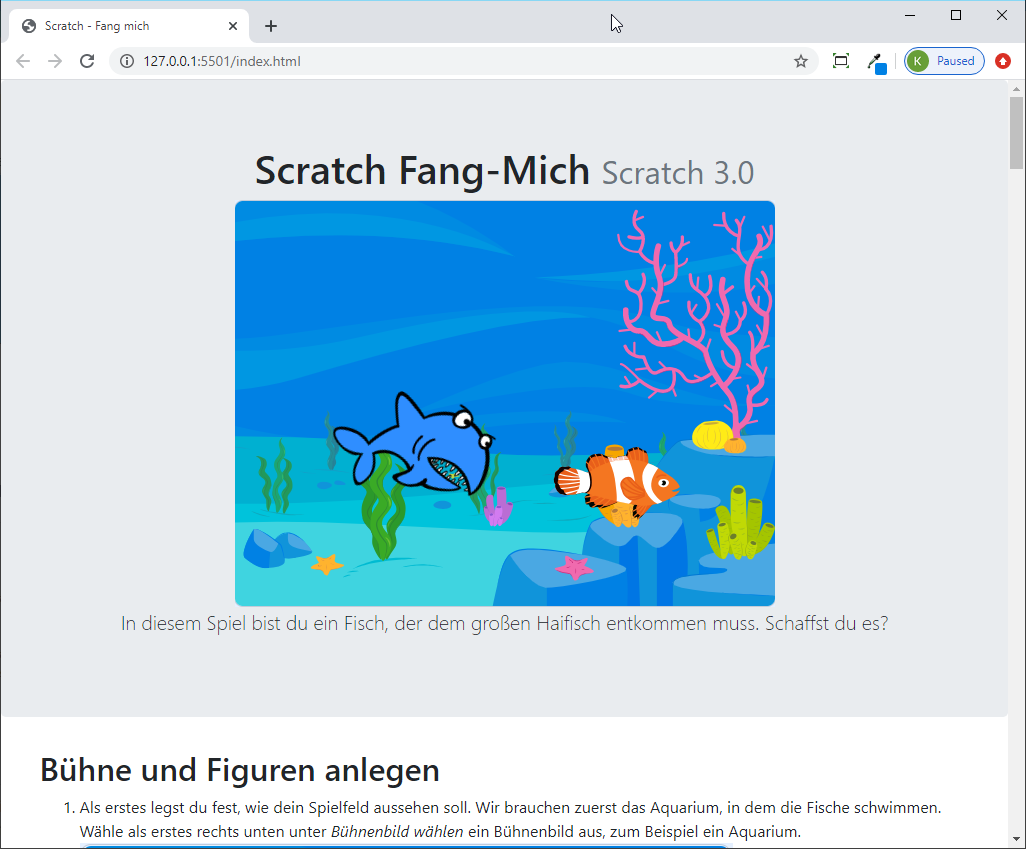 Scratch - Fang mich
127.0.0.1:5501/index.html
K Paused
Scratch Fang-Mich Scratch 3.0
In diesem Spiel bist du ein Fisch, der dem großen Haifisch entkommen muss. Schaffst du es?
Bühne und Figuren anlegen
1. Als erstes legst du fest, wie dein Spielfeld aussehen soll. Wir brauchen zuerst das Aquarium, in dem die Fische schwimmen.
Wähle als erstes rechts unten unter Bühnenbild wählen ein Bühnenbild aus, zum Beispiel ein Aquarium.